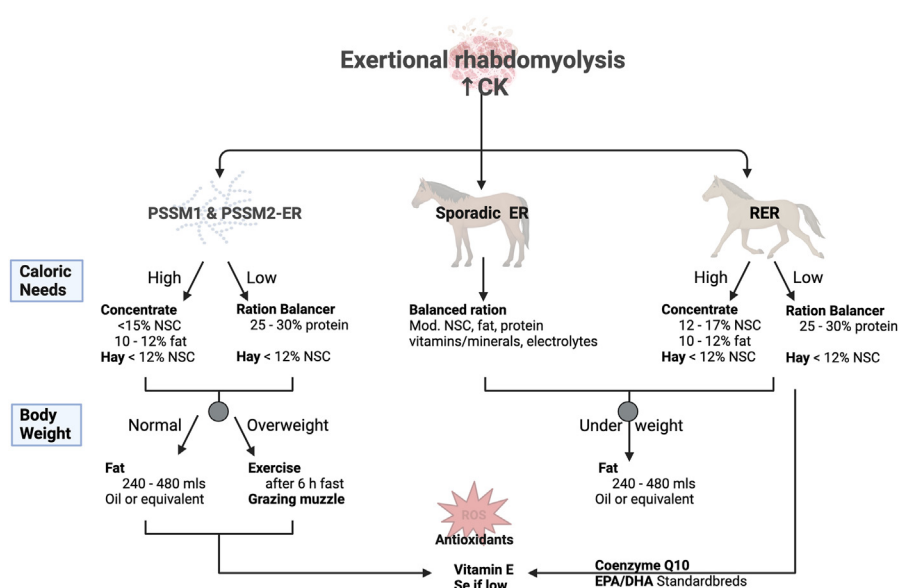 Exertional rhabdomyolysis
↑ CK
PSSM1 & PSSM2-ER
Sporadic ER
RER
Caloric
Needs
High
Low
High
Low
Concentrate
<15% NSC
10 - 12% fat
Hay < 12% NSC
Ration Balancer
25 - 30% protein
Hay < 12% NSC
Balanced ration
Mod. NSC, fat, protein
vitamins/minerals, electrolytes
Concentrate
12 - 17% NSC
10 - 12% fat
Hay < 12% NSC
Ration Balancer
25 - 30% protein
Hay < 12% NSC
Body
Weight
Normal
Overweight
Under weight
Fat
240 - 480 mls
Oil or equivalent
Exercise
after 6 h fast
Grazing muzzle
Fat
240 - 480 mls
Oil or equivalent
ROS
Antioxidants
Vitamin E
Se if low
Coenzyme Q10
EPA/DHA Standardbreds